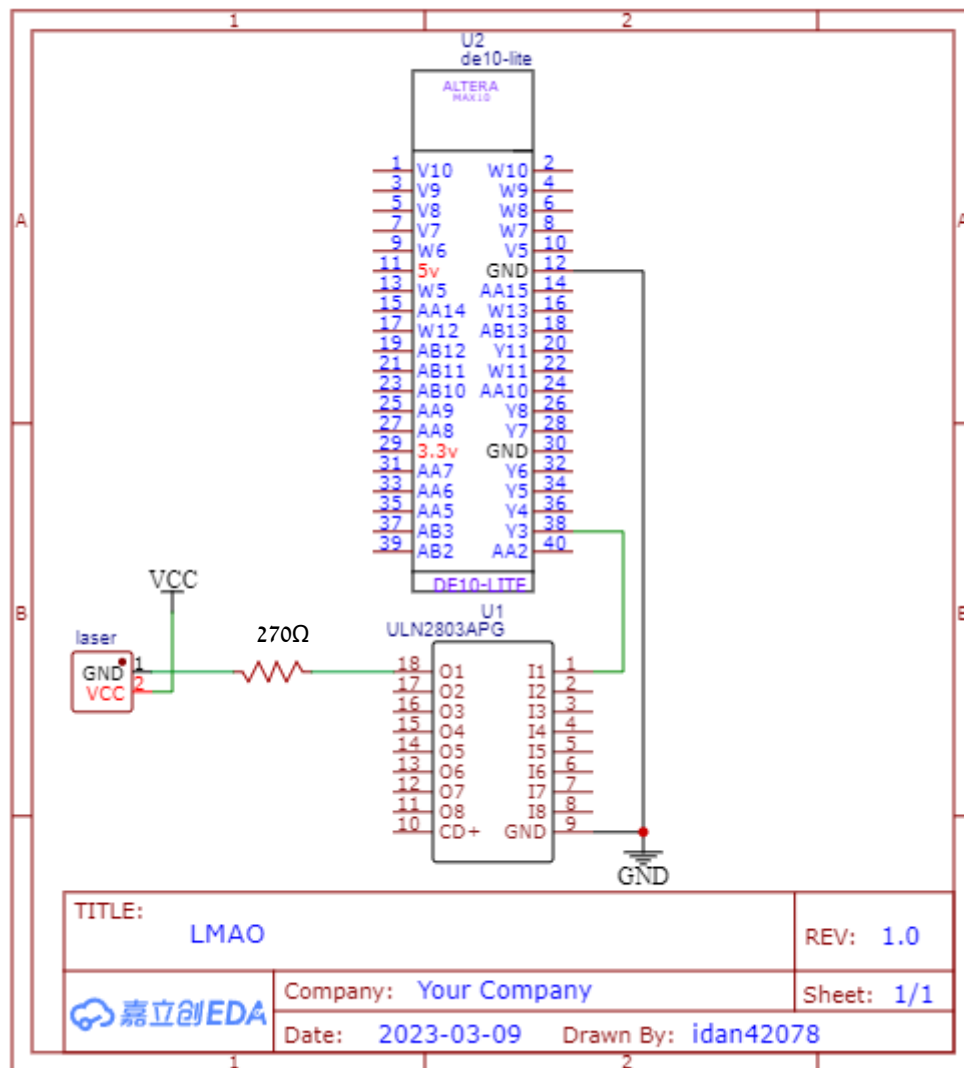 1 2
U2
de10-lite
ALTERA
MAX10
1 V10 W10 2
3 V9 W9 4
5 V8 W8 6
7 V7 W7 8
9 W6 V5 10
11 5v GND 12
13 W5 AA15 14
15 AA14 W13 16
17 W12 AB13 18
19 AB12 Y11 20
21 AB11 W11 22
23 AB10 AA10 24
25 AA9 Y8 26
27 AA8 Y7 28
29 3.3v GND 30
31 AA7 Y6 32
33 AA6 Y5 34
35 AA5 Y4 36
37 AB3 Y3 38
39 AB2 AA2 40
DE10-LITE
A A
B B
VCC
laser
GND 1
VCC 2
270Ω
U1
ULN2803APG
18 O1 I1 1
17 O2 I2 2
16 O3 I3 3
15 O4 I4 4
14 O5 I5 5
13 O6 I6 6
12 O7 I7 7
11 O8 I8 8
10 CD+ GND 9
GND
TITLE:
LMAO
REV: 1.0
嘉立创EDA
Company: Your Company
Sheet: 1/1
Date: 2023-03-09 Drawn By: idan42078
1 2